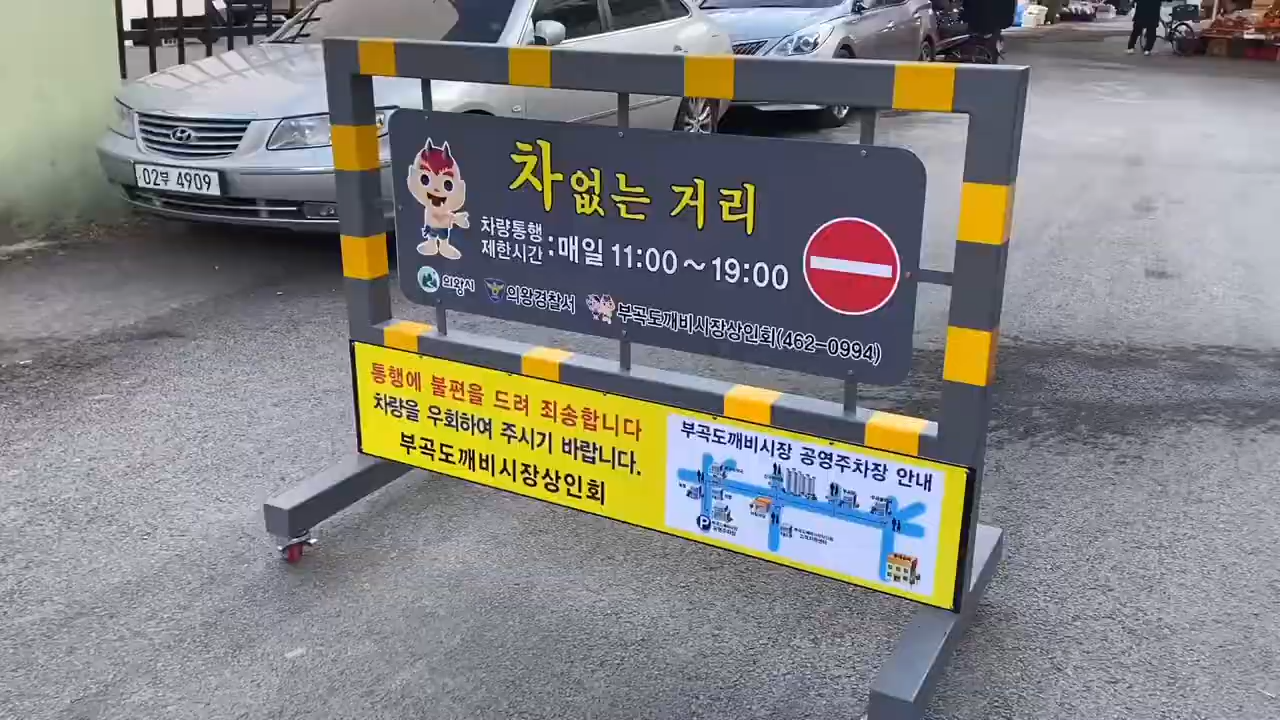 02부 4909
차없는 거리
차량통행
제한시간 : 매일 11:00~19:00
의왕시 의왕경찰서 부곡도깨비시장상인회(462-0994)
통행에 불편을 드려 죄송합니다
차량을 우회하여 주시기 바랍니다.
부곡도깨비시장상인회
부곡도깨비시장 공영주차장 안내
P